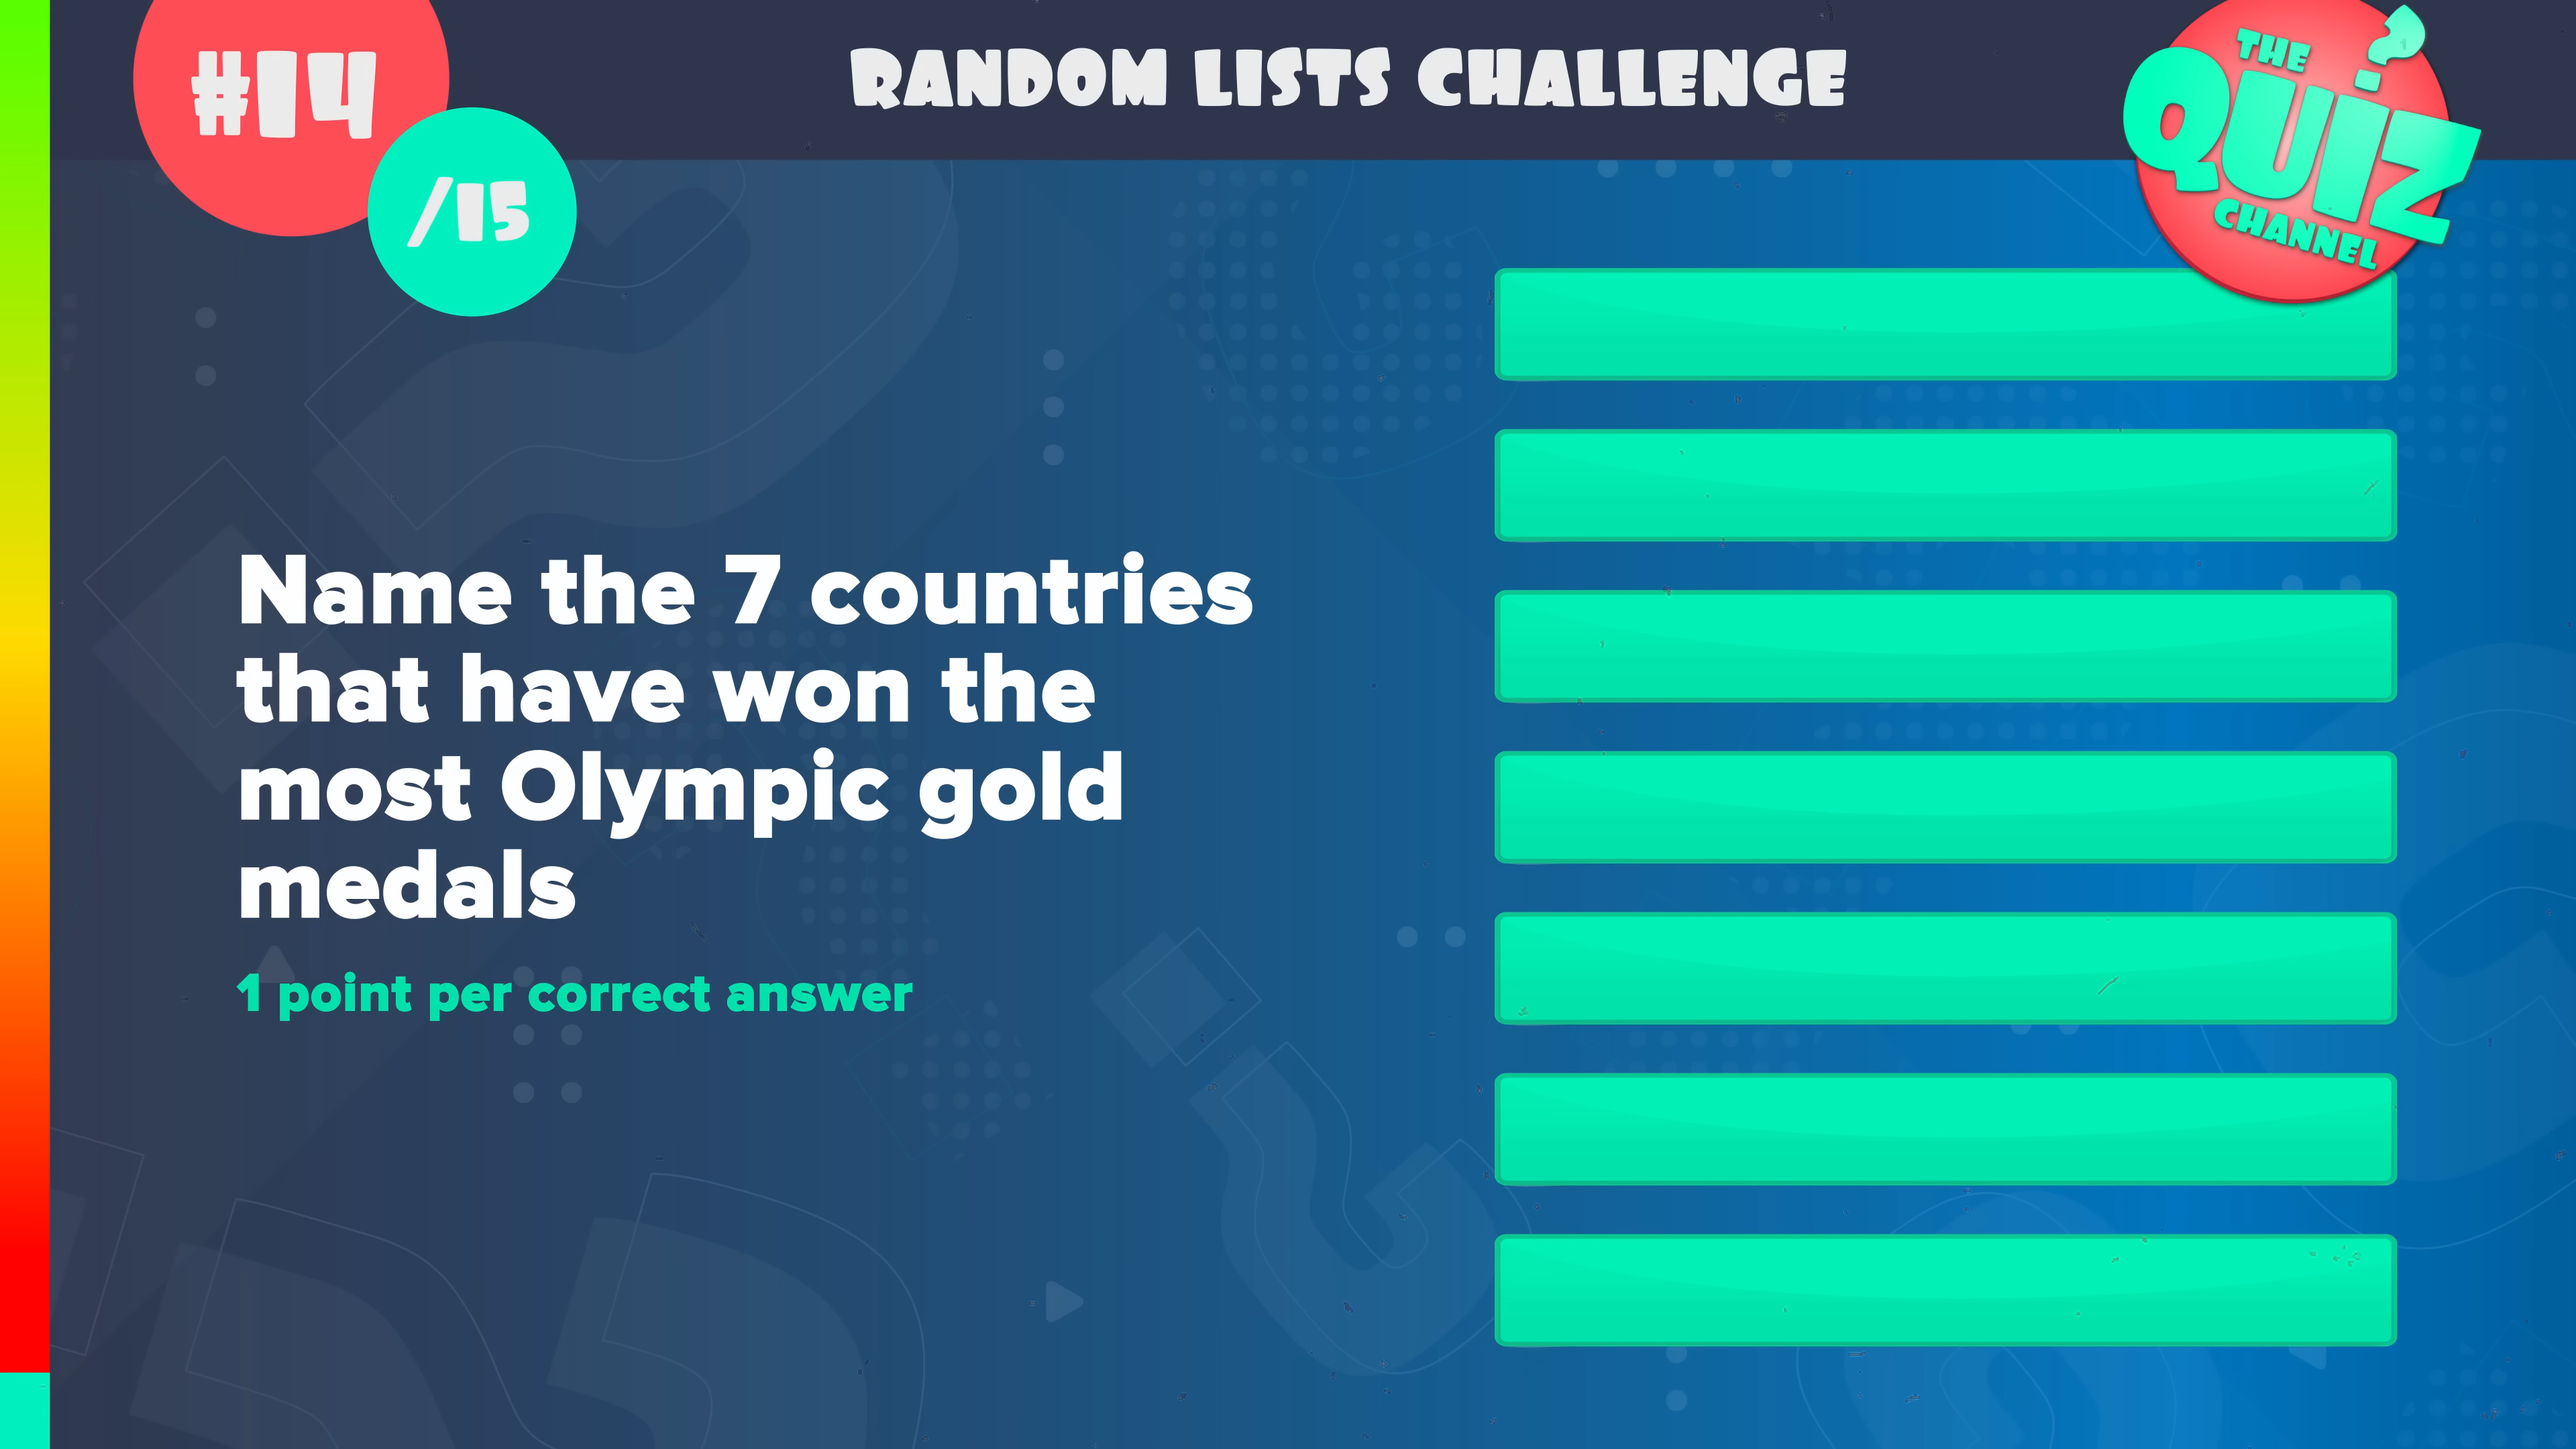 #14
/15
RANDOM LISTS CHALLENGE
THE
QUIZ
CHANNEL
Name the 7 countries
that have won the
most Olympic gold
medals
1 point per correct answer